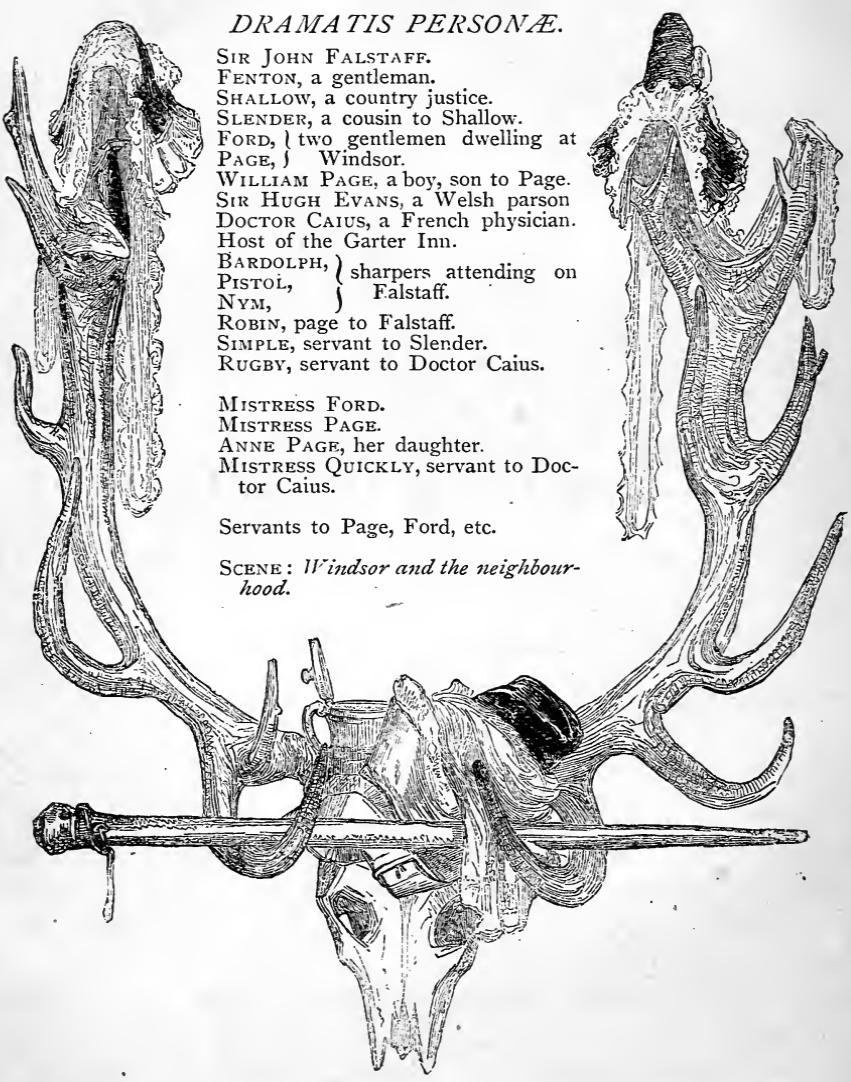 DRAMATIS PERSONÆ.
SIR JOHN FALSTAFF.
FENTON, a gentleman.
SHALLOW, a country justice.
SLENDER, a cousin to Shallow.
FORD, } two gentlemen dwelling at
PAGE, } Windsor.
WILLIAM PAGE, a boy, son to Page.
SIR HUGH EVANS, a Welsh parson
DOCTOR CAIUS, a French physician.
Host of the Garter Inn.
BARDOLPH, } sharpers attending on
PISTOL, } Falstaff.
NYM, }
ROBIN, page to Falstaff.
SIMPLE, servant to Slender.
RUGBY, servant to Doctor Caius.
MISTRESS FORD.
MISTRESS PAGE.
ANNE PAGE, her daughter.
MISTRESS QUICKLY, servant to Doc-
tor Caius.
Servants to Page, Ford, etc.
SCENE: Windsor and the neighbour-
hood.